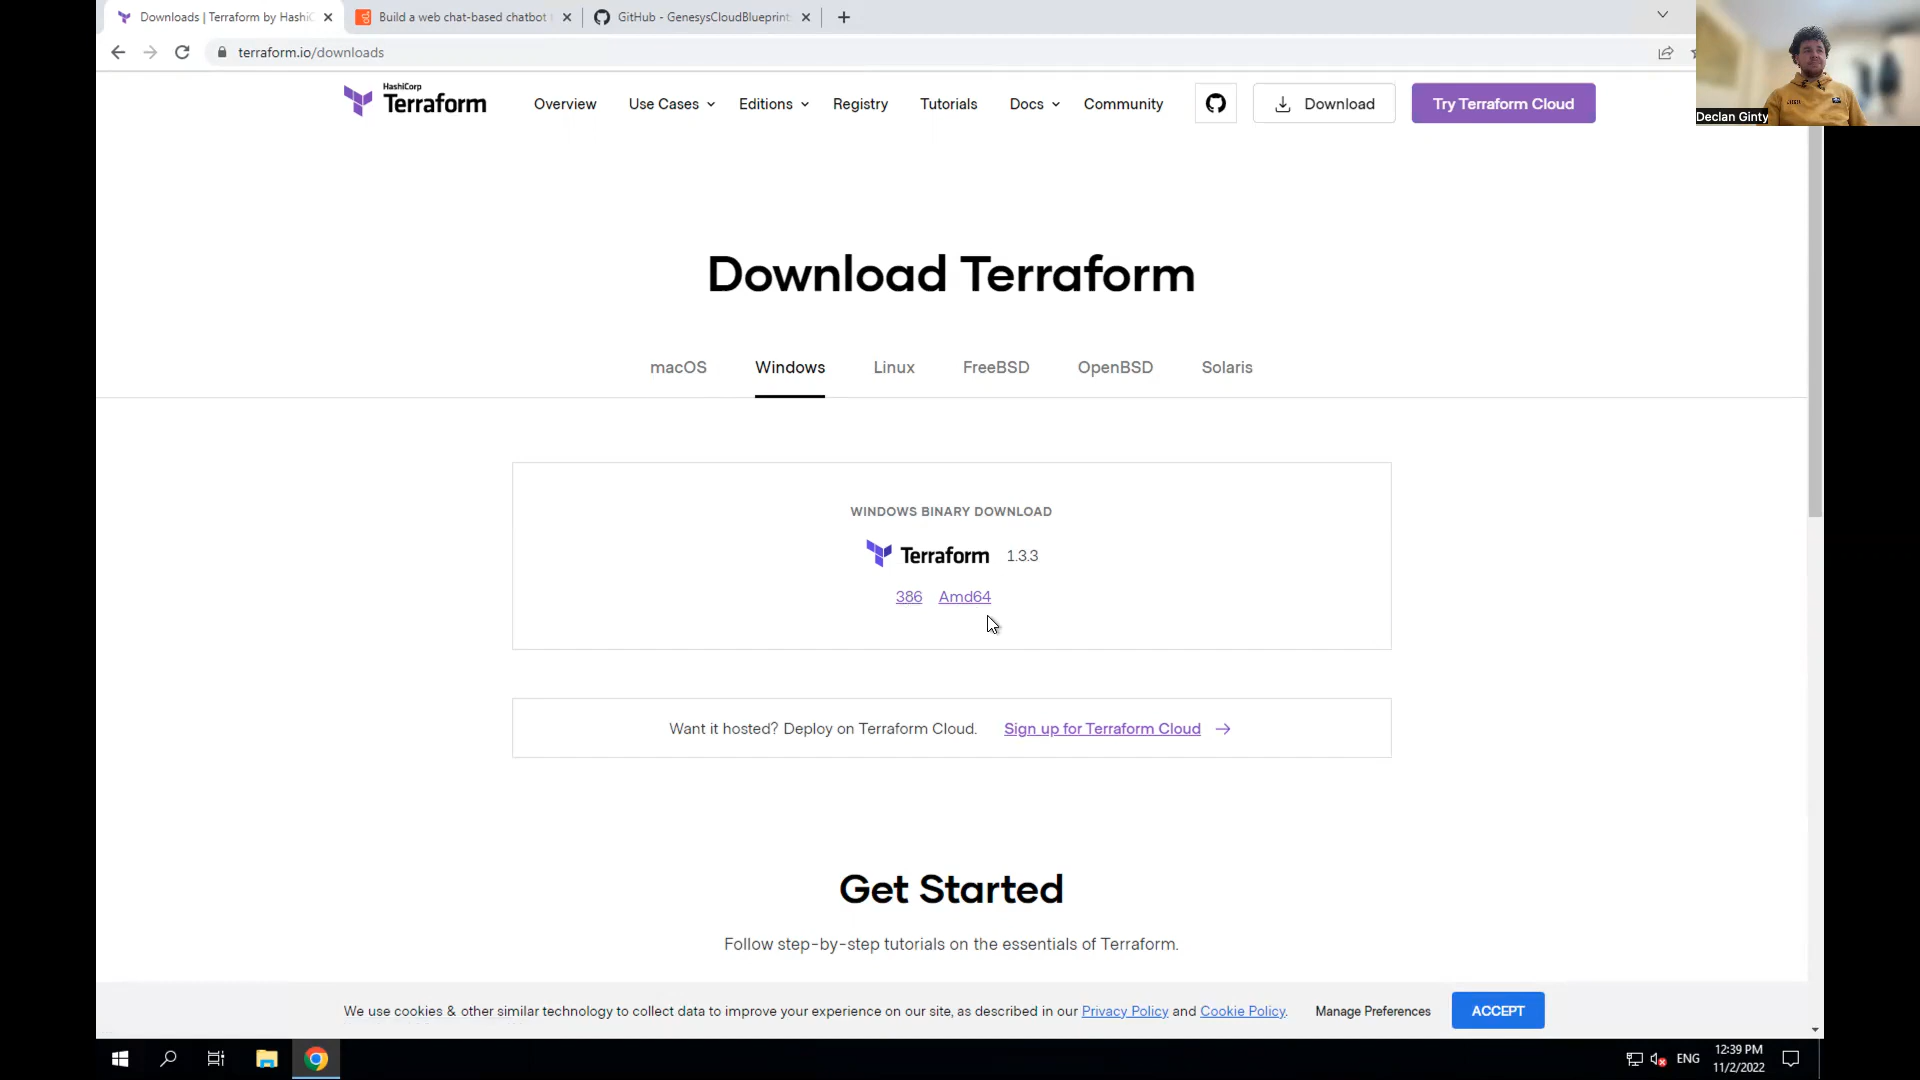 Downloads | Terraform by HashiC
Build a web chat-based chatbot
GitHub - GenesysCloudBlueprint
terraform.io/downloads
Declan Ginty
HashiCorp
Terraform
Overview
Use Cases
Editions
Registry
Tutorials
Docs
Community
Download
Try Terraform Cloud
Download Terraform
macOS
Windows
Linux
FreeBSD
OpenBSD
Solaris
WINDOWS BINARY DOWNLOAD
Terraform 1.3.3
386 Amd64
Want it hosted? Deploy on Terraform Cloud. Sign up for Terraform Cloud
Get Started
Follow step-by-step tutorials on the essentials of Terraform.
We use cookies & other similar technology to collect data to improve your experience on our site, as described in our Privacy Policy and Cookie Policy.
Manage Preferences
ACCEPT
ENG
12:39 PM
11/2/2022